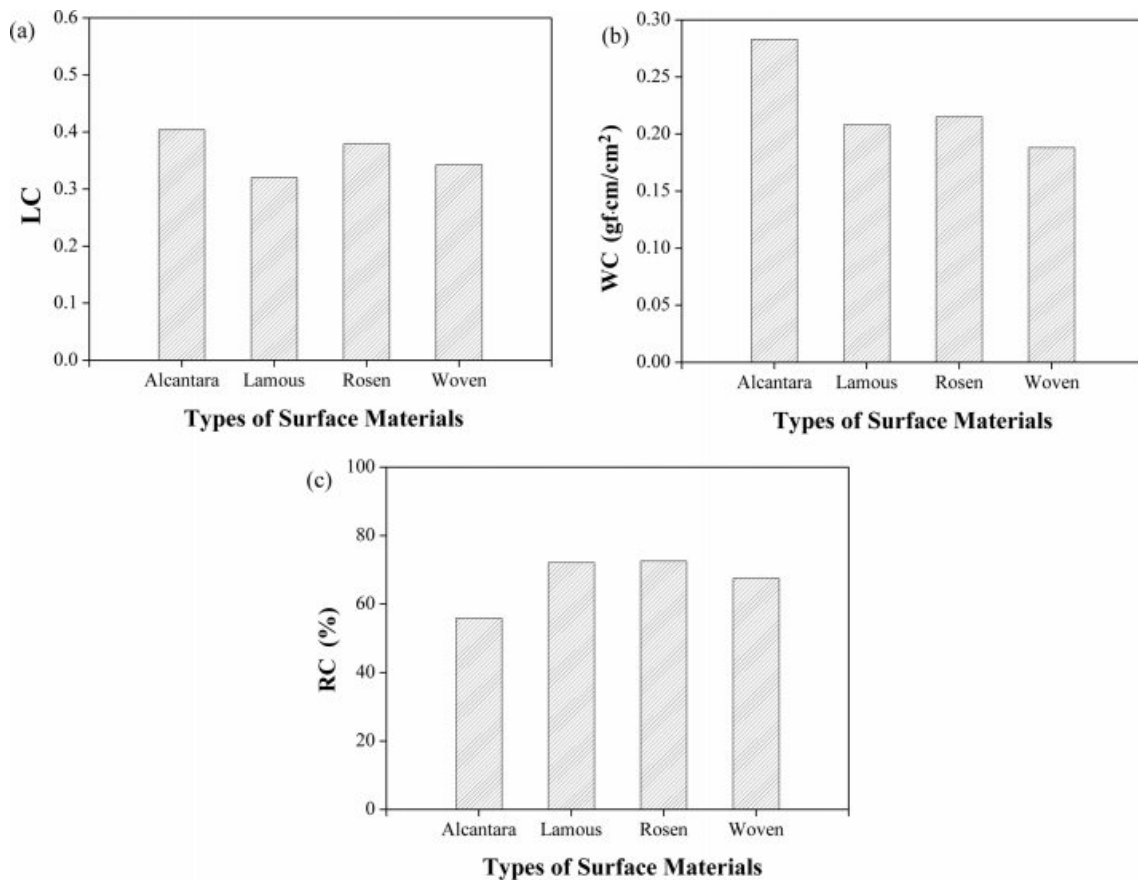 (a)
0.6
0.5
0.4
0.3
0.2
0.1
0.0
LC
Alcantara Lamous Rosen Woven
Types of Surface Materials
(b)
0.30
0.25
0.20
0.15
0.10
0.05
0.00
WC (gf·cm/cm²)
Alcantara Lamous Rosen Woven
Types of Surface Materials
(c)
100
80
60
40
20
0
RC (%)
Alcantara Lamous Rosen Woven
Types of Surface Materials